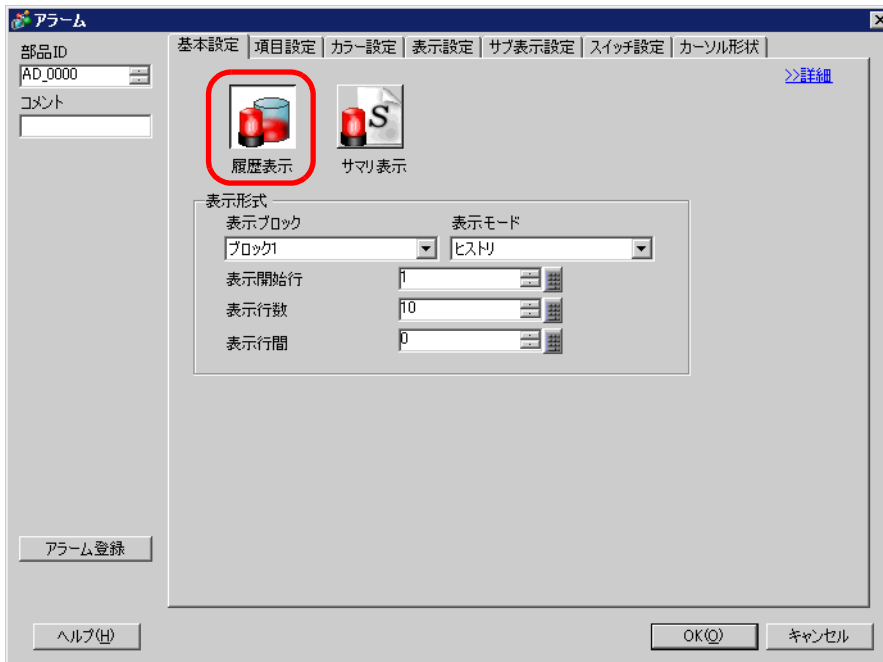 アラーム
部品ID
AD_0000
コメント
基本設定 項目設定 カラー設定 表示設定 サブ表示設定 スイッチ設定 カーソル形状
>>詳細
S
履歴表示 サマリ表示
表示形式
表示ブロック 表示モード
ブロック1 ヒストリ
表示開始行 1
表示行数 10
表示行間 0
アラーム登録
ヘルプ(H) OK(O) キャンセル